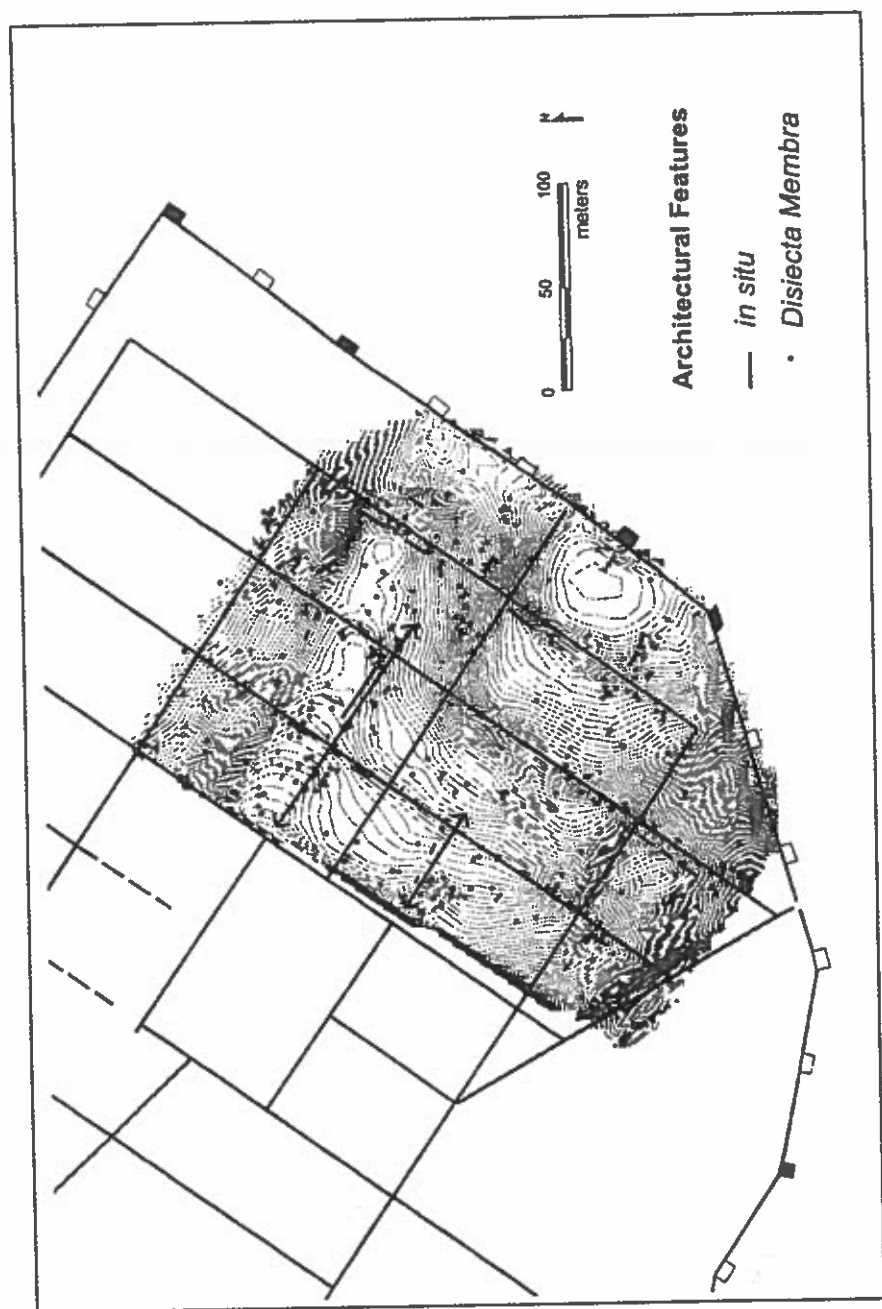 N
0 50 100
meters
Architectural Features
in situ
Disiecta Membra